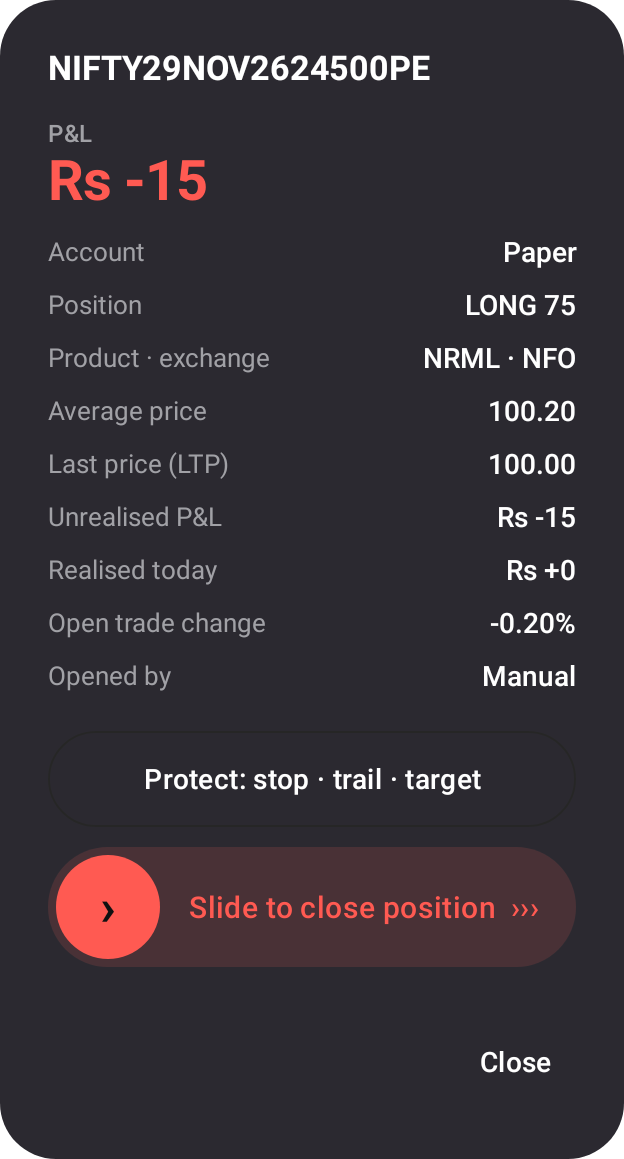 NIFTY29NOV2624500PE
P&L
Rs -15
Account Paper
Position LONG 75
Product · exchange NRML · NFO
Average price 100.20
Last price (LTP) 100.00
Unrealised P&L Rs -15
Realised today Rs +0
Open trade change -0.20%
Opened by Manual
Protect: stop · trail · target
› Slide to close position ›››
Close